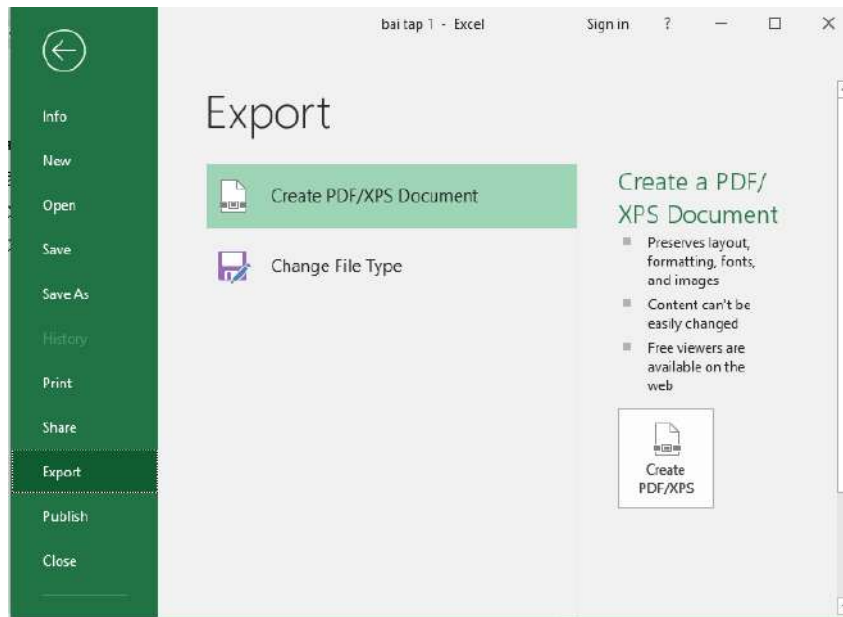 bai tap 1 - Excel
Sign in
?
Info
New
Open
Save
Save As
History
Print
Share
Export
Publish
Close
Export
Create PDF/XPS Document
Change File Type
Create a PDF/
XPS Document
Preserves layout,
formatting, fonts,
and images
Content can't be
easily changed
Free viewers are
available on the
web
Create
PDF/XPS